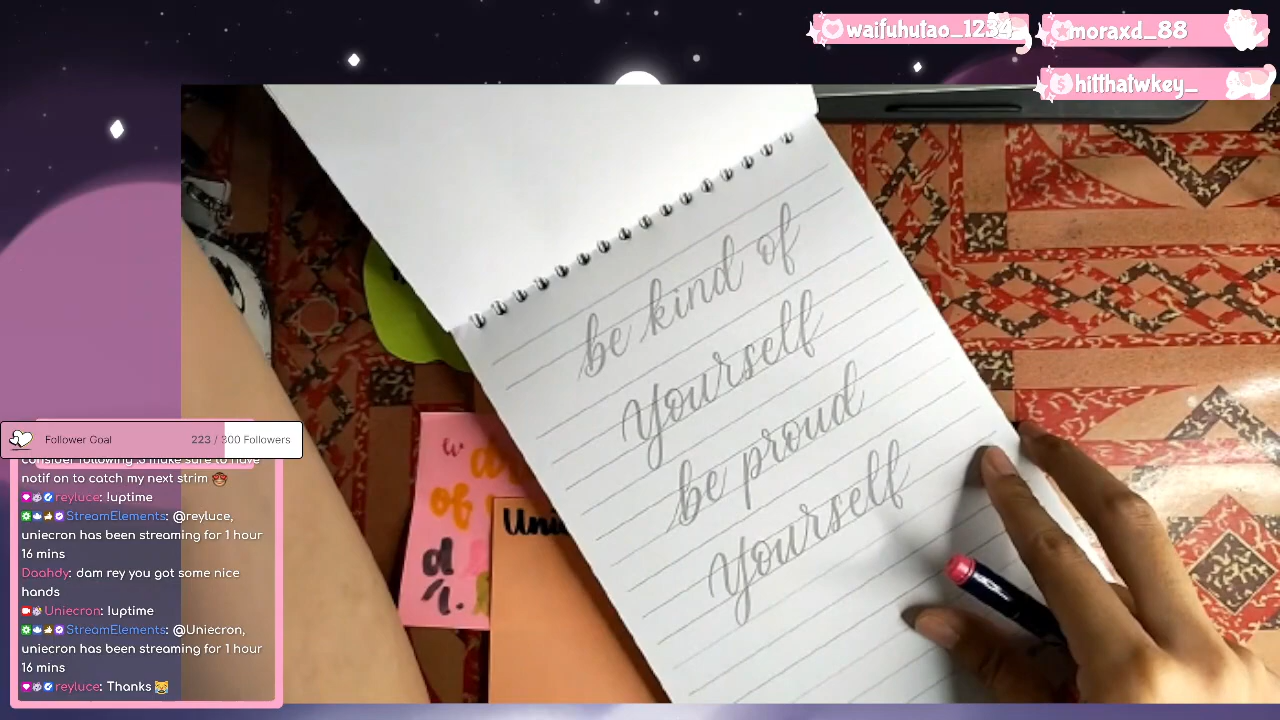 waifuhutao_1234
moraxd_88
hitthatwkey_
be kind of
Yourself
be proud
Yourself
w
of
d
Follower Goal 223 / 300 Followers
consider following :3 make sure to have
notif on to catch my next strim
reyluce: !uptime
StreamElements: @reyluce,
uniecron has been streaming for 1 hour
16 mins
Daahdy: dam rey you got some nice
hands
Uniecron: !uptime
StreamElements: @Uniecron,
uniecron has been streaming for 1 hour
16 mins
reyluce: Thanks